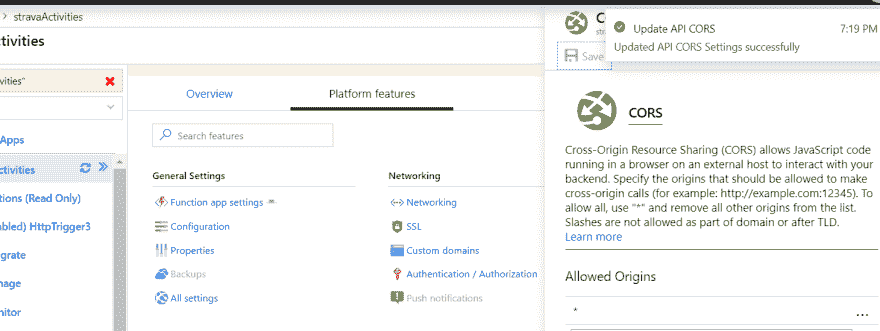 > stravaActivities
ctivities
vities"
Apps
ctivities
tions (Read Only)
bled) HttpTrigger3
egrate
nage
nitor
Overview
Platform features
Search features
General Settings
Function app settings
Configuration
Properties
Backups
All settings
Networking
Networking
SSL
Custom domains
Authentication / Authorization
Push notifications
Update API CORS 7:19 PM
Updated API CORS Settings successfully
Save
CORS
Cross-Origin Resource Sharing (CORS) allows JavaScript code
running in a browser on an external host to interact with your
backend. Specify the origins that should be allowed to make
cross-origin calls (for example: http://example.com:12345). To
allow all, use "*" and remove all other origins from the list.
Slashes are not allowed as part of domain or after TLD.
Learn more
Allowed Origins
* ...